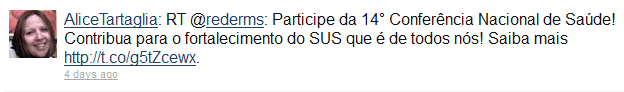 AliceTartaglia: RT @rederms: Participe da 14° Conferência Nacional de Saúde!
Contribua para o fortalecimento do SUS que é de todos nós! Saiba mais
http://t.co/g5tZcewx.
4 days ago